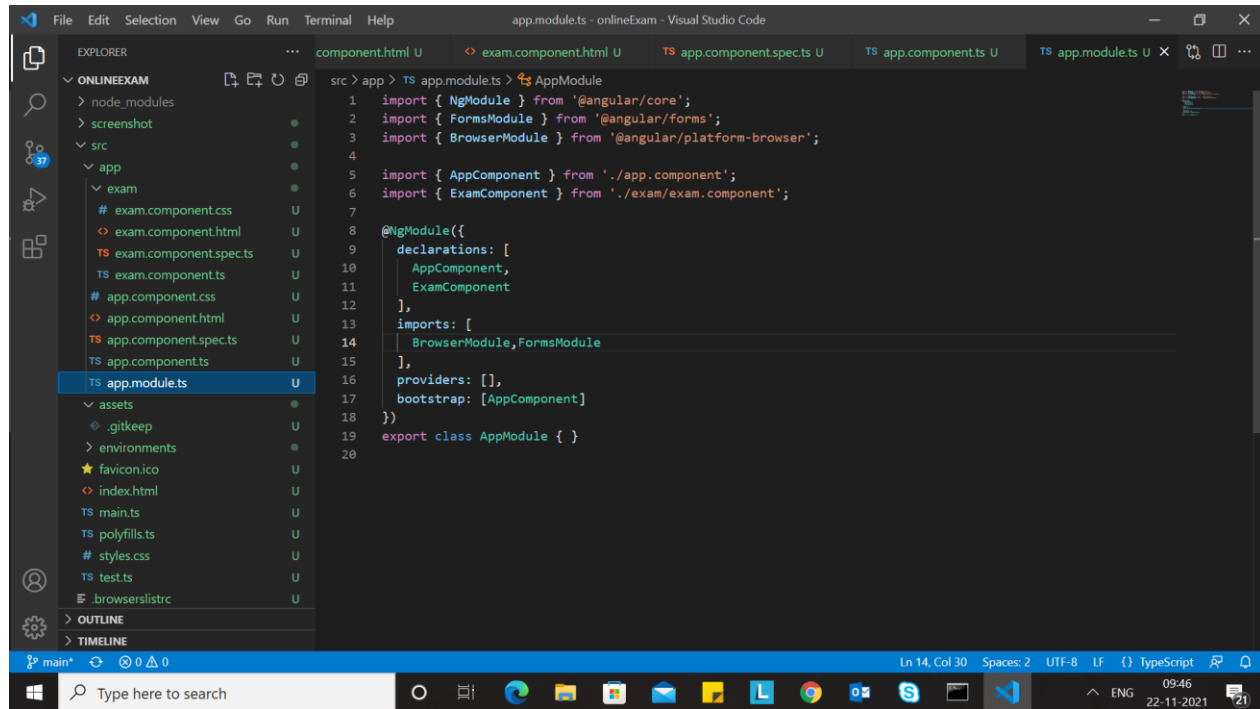 File Edit Selection View Go Run Terminal Help app.module.ts - onlineExam - Visual Studio Code
EXPLORER
component.html U exam.component.html U app.component.spec.ts U app.component.ts U app.module.ts U
ONLINEEXAM
node_modules
screenshot
src
app
exam
exam.component.css U
exam.component.html U
exam.component.spec.ts U
exam.component.ts U
app.component.css U
app.component.html U
app.component.spec.ts U
app.component.ts U
app.module.ts U
assets
.gitkeep U
environments
favicon.ico U
index.html U
main.ts U
polyfills.ts U
styles.css U
test.ts U
.browserslistrc U
OUTLINE
TIMELINE
37
src > app > TS app.module.ts > AppModule
1 import { NgModule } from '@angular/core';
2 import { FormsModule } from '@angular/forms';
3 import { BrowserModule } from '@angular/platform-browser';
4
5 import { AppComponent } from './app.component';
6 import { ExamComponent } from './exam/exam.component';
7
8 @NgModule({
9 declarations: [
10 AppComponent,
11 ExamComponent
12 ],
13 imports: [
14 BrowserModule,FormsModule
15 ],
16 providers: [],
17 bootstrap: [AppComponent]
18 })
19 export class AppModule { }
20
main* 0 0 Ln 14, Col 30 Spaces: 2 UTF-8 LF {} TypeScript
Type here to search ENG 09:46
22-11-2021 21